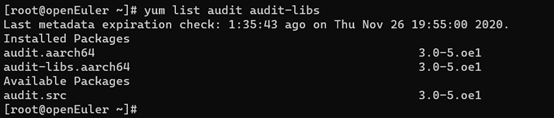 [root@openEuler ~]# yum list audit audit-libs
Last metadata expiration check: 1:35:43 ago on Thu Nov 26 19:55:00 2020.
Installed Packages
audit.aarch64 3.0-5.oe1
audit-libs.aarch64 3.0-5.oe1
Available Packages
audit.src 3.0-5.oe1
[root@openEuler ~]#